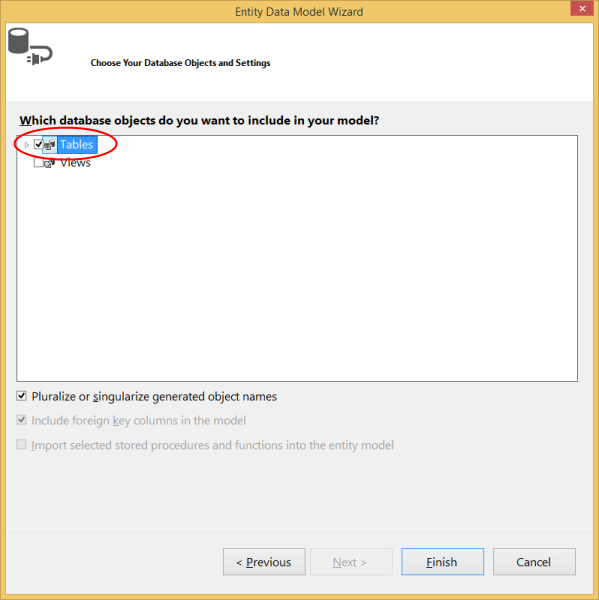 Entity Data Model Wizard
Choose Your Database Objects and Settings
Which database objects do you want to include in your model?
Tables
Views
Pluralize or singularize generated object names
Include foreign key columns in the model
Import selected stored procedures and functions into the entity model
< Previous
Next >
Finish
Cancel